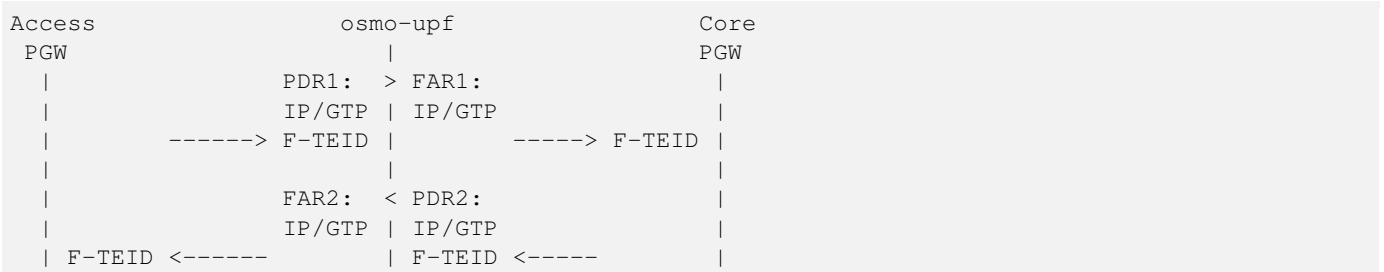 Access                    osmo-upf                   Core
 PGW                         |                       PGW
  |                  PDR1:  > FAR1:                   |
  |                  IP/GTP | IP/GTP                  |
  |         ------> F-TEID |         -----> F-TEID |
  |                         |                         |
  |                  FAR2:  < PDR2:                   |
  |                  IP/GTP | IP/GTP                  |
  | F-TEID <------         | F-TEID <-----          |